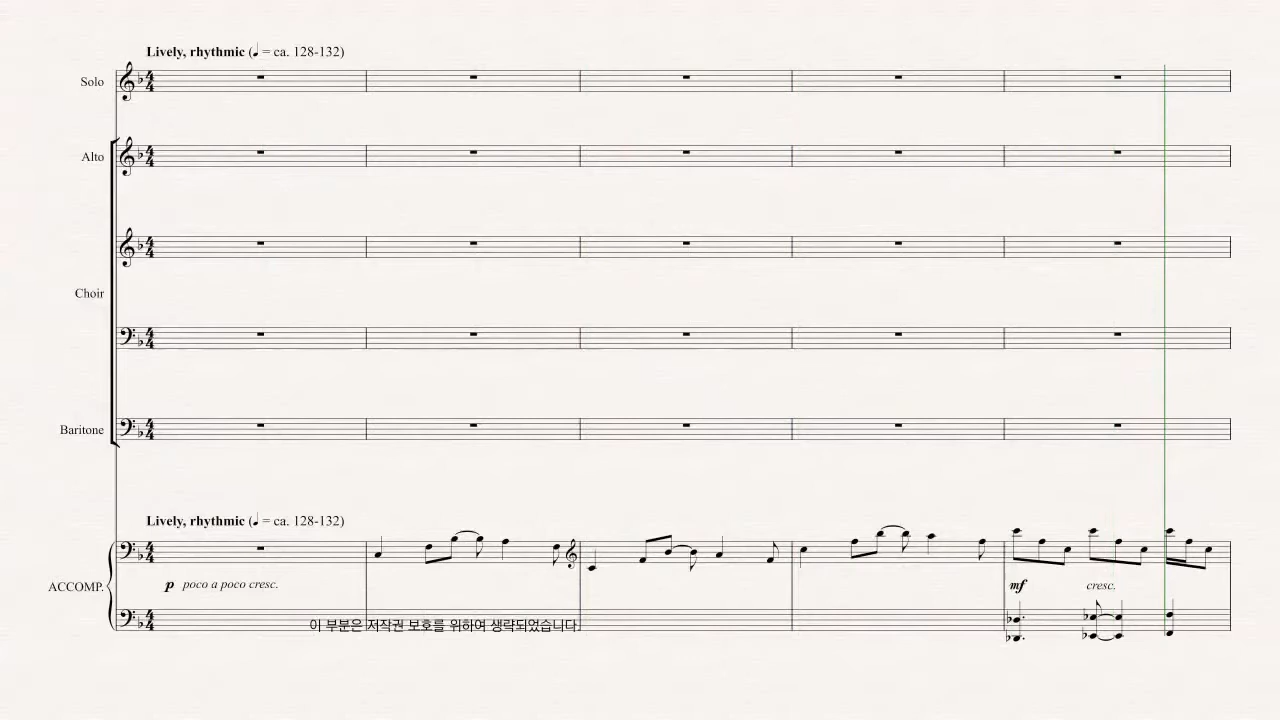 Lively, rhythmic (♩ = ca. 128-132)
Solo
Alto
Choir
Baritone
Lively, rhythmic (♩ = ca. 128-132)
ACCOMP.
p poco a poco cresc.
mf cresc.
이 부분은 저작권 보호를 위하여 생략되었습니다.